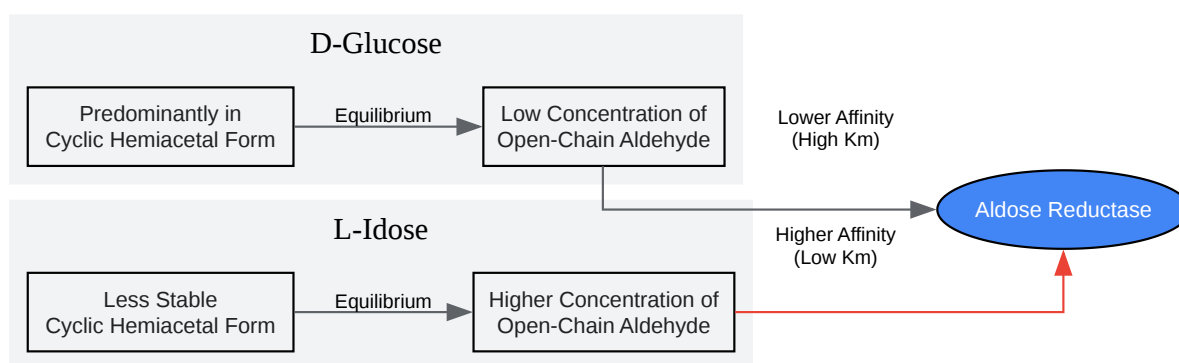 D-Glucose
Predominantly in
Cyclic Hemiacetal Form
Equilibrium
Low Concentration of
Open-Chain Aldehyde
Lower Affinity
(High Km)
Aldose Reductase
L-Idose
Higher Affinity
(Low Km)
Less Stable
Cyclic Hemiacetal Form
Equilibrium
Higher Concentration of
Open-Chain Aldehyde